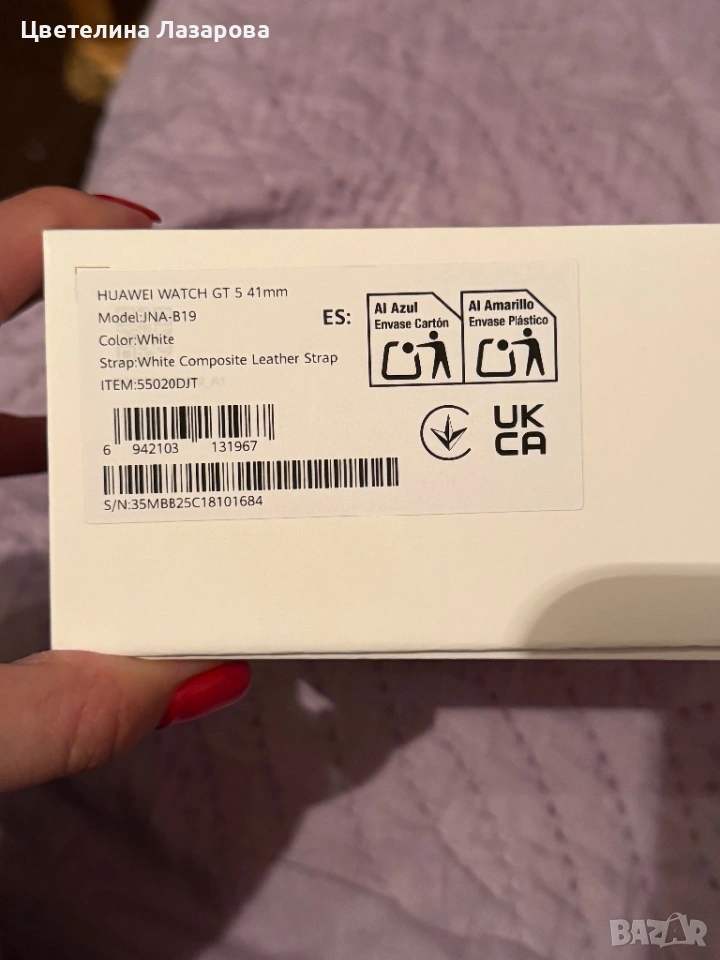 Цветелина Лазарова
HUAWEI WATCH GT 5 41mm
Model:JNA-B19
Color:White
Strap:White Composite Leather Strap
ITEM:55020DJT
6 942103 131967
S/N:35MBB25C18101684
ES:
Al Azul
Envase Cartón
Al Amarillo
Envase Plástico
UK
CA
BAZAR